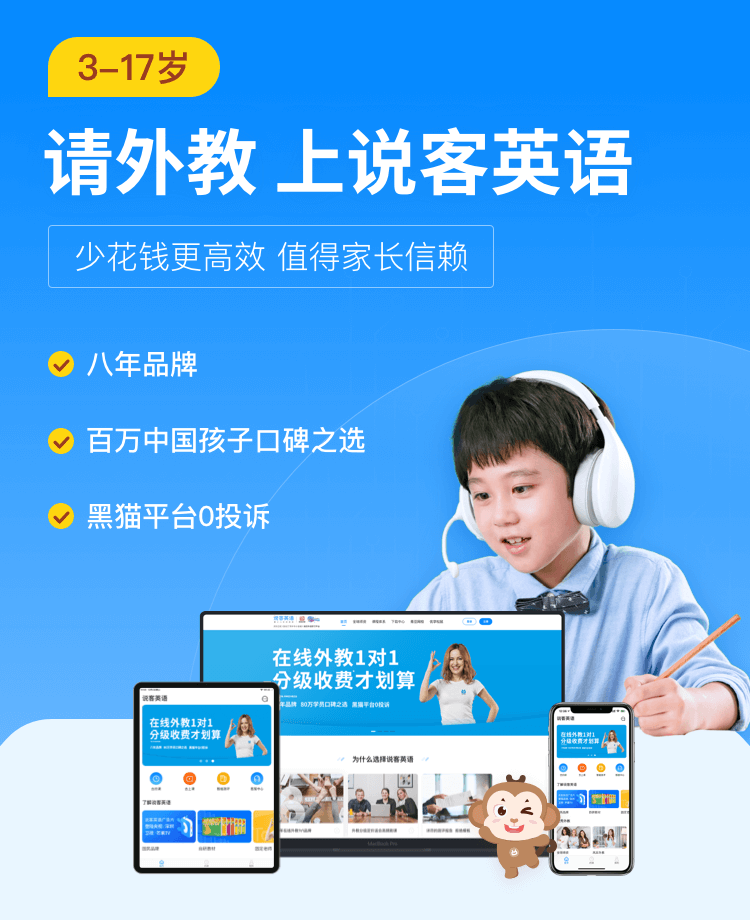 3-17岁
请外教 上说客英语
少花钱更高效 值得家长信赖
八年品牌
百万中国孩子口碑之选
黑猫平台0投诉
说客英语
在线外教1对1
分级收费才划算
年品牌 80万学员口碑之选 黑猫平台0投诉
为什么选择说客英语
MacBook Pro
说客英语
在线外教1对1
分级收费才划算
了解说客英语
自研教材
说客英语
在线外教1对1
分级收费才划算
了解说客英语